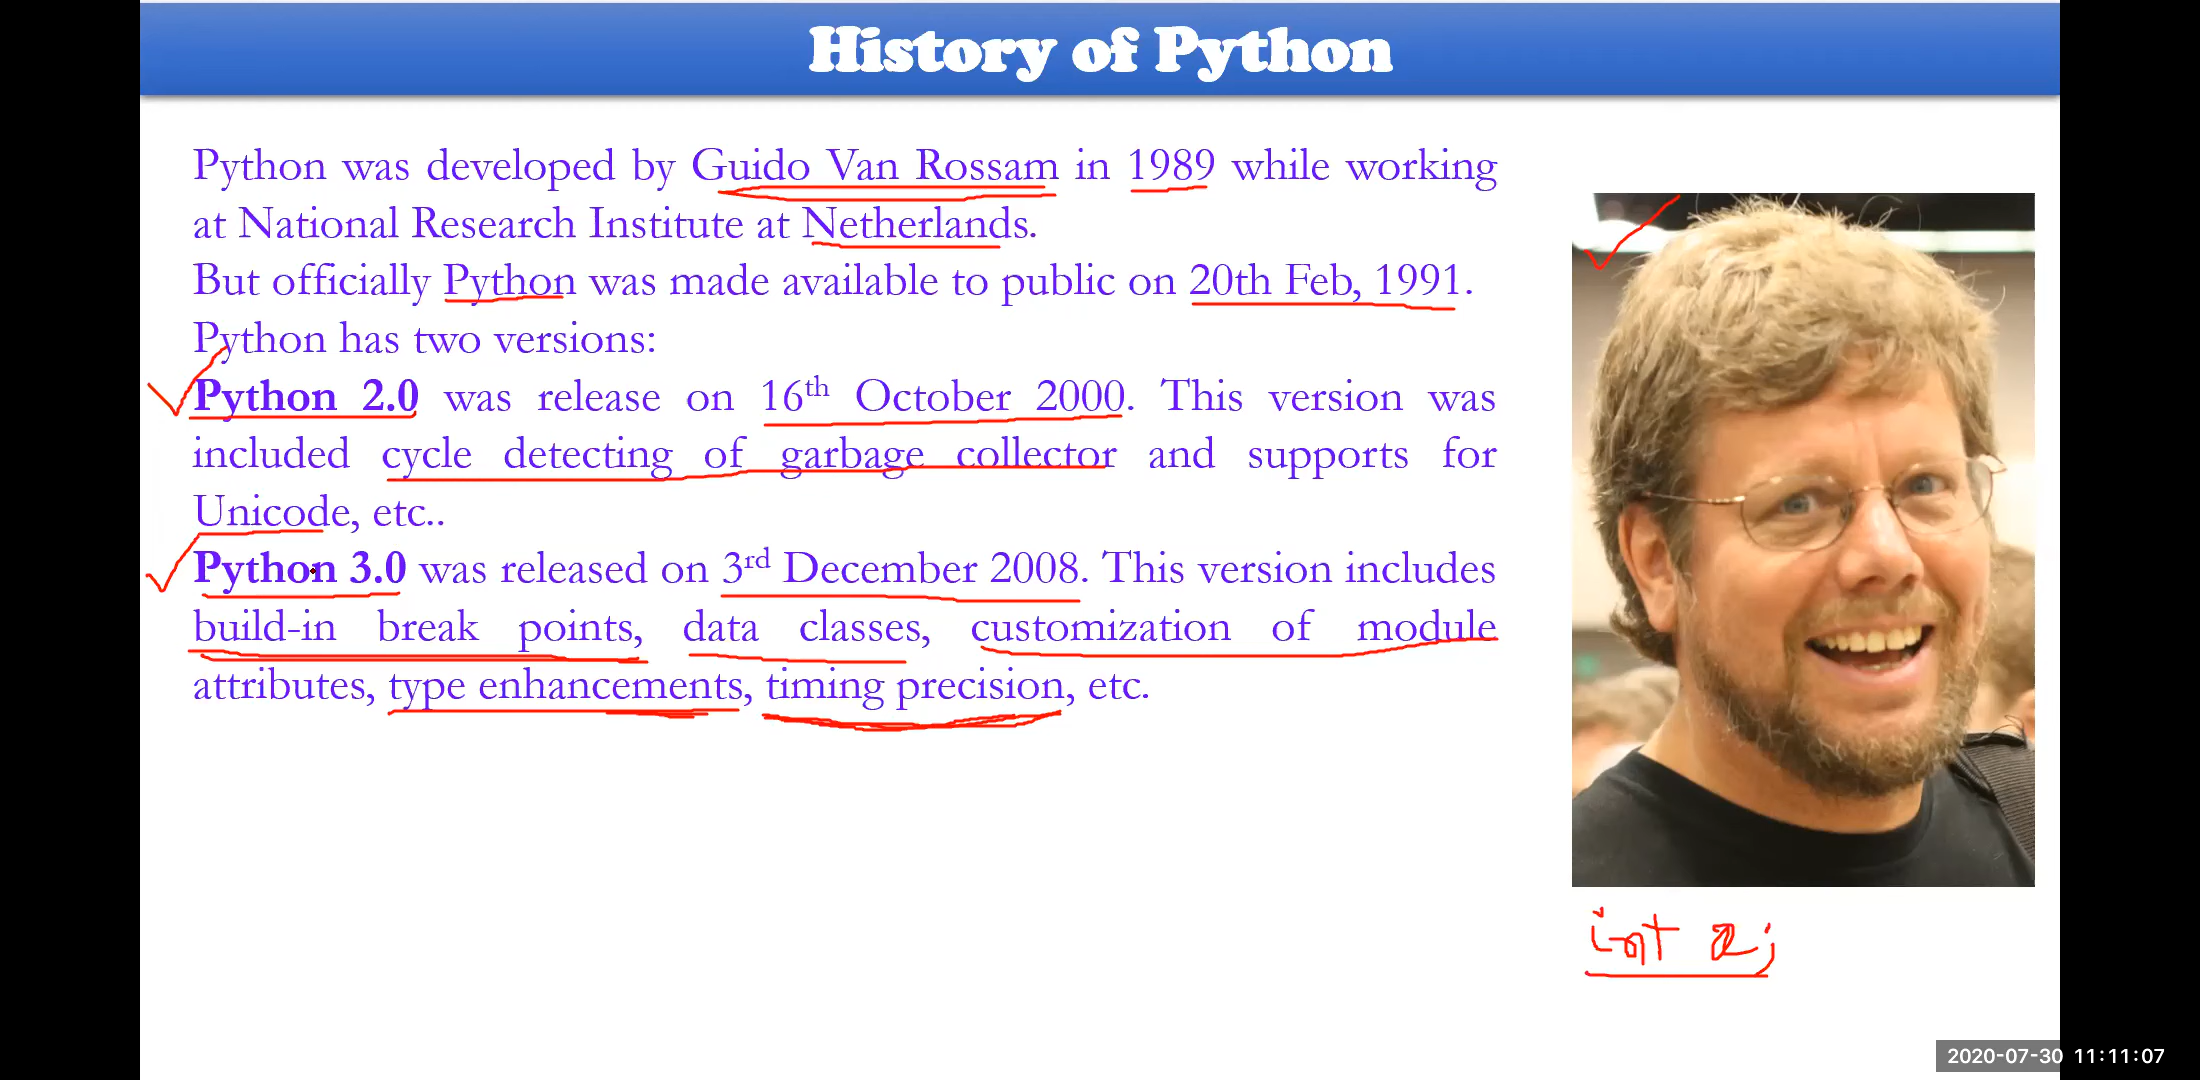 History of Python
Python was developed by Guido Van Rossam in 1989 while working
at National Research Institute at Netherlands.
But officially Python was made available to public on 20th Feb, 1991.
Python has two versions:
Python 2.0 was release on 16th October 2000. This version was
included cycle detecting of garbage collector and supports for
Unicode, etc..
Python 3.0 was released on 3rd December 2008. This version includes
build-in break points, data classes, customization of module
attributes, type enhancements, timing precision, etc.
int
2020-07-30 11:11:07